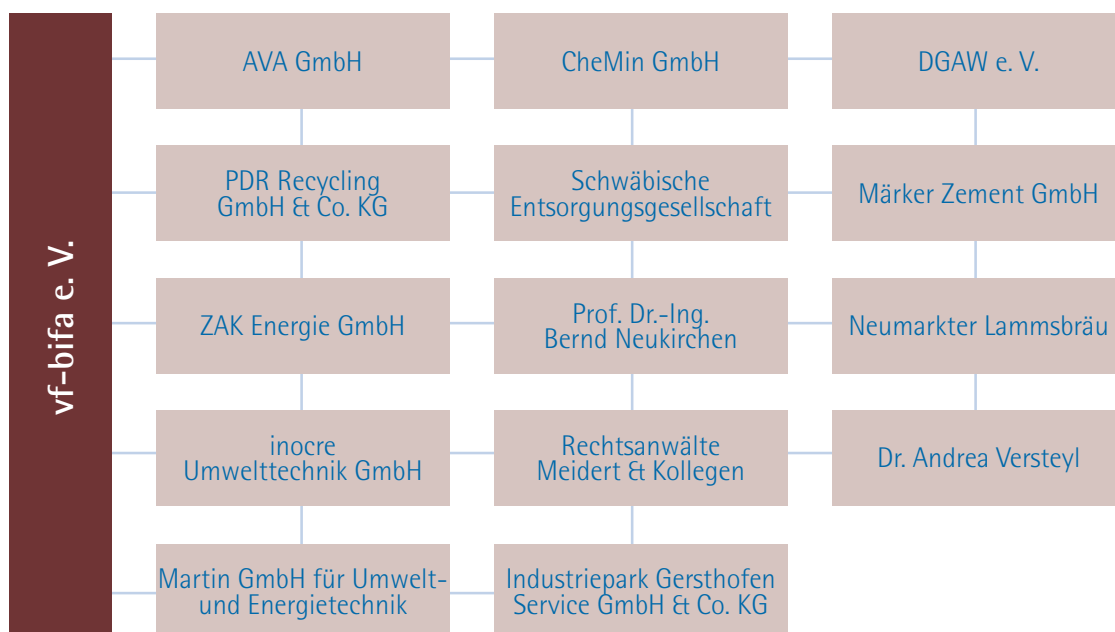 vf-bifa e. V.
AVA GmbH
CheMin GmbH
DGAW e. V.
PDR Recycling
GmbH & Co. KG
Schwäbische
Entsorgungsgesellschaft
Märker Zement GmbH
ZAK Energie GmbH
Prof. Dr.-Ing.
Bernd Neukirchen
Neumarkter Lammsbräu
inocre
Umwelttechnik GmbH
Rechtsanwälte
Meidert & Kollegen
Dr. Andrea Versteyl
Martin GmbH für Umwelt-
und Energietechnik
Industriepark Gersthofen
Service GmbH & Co. KG